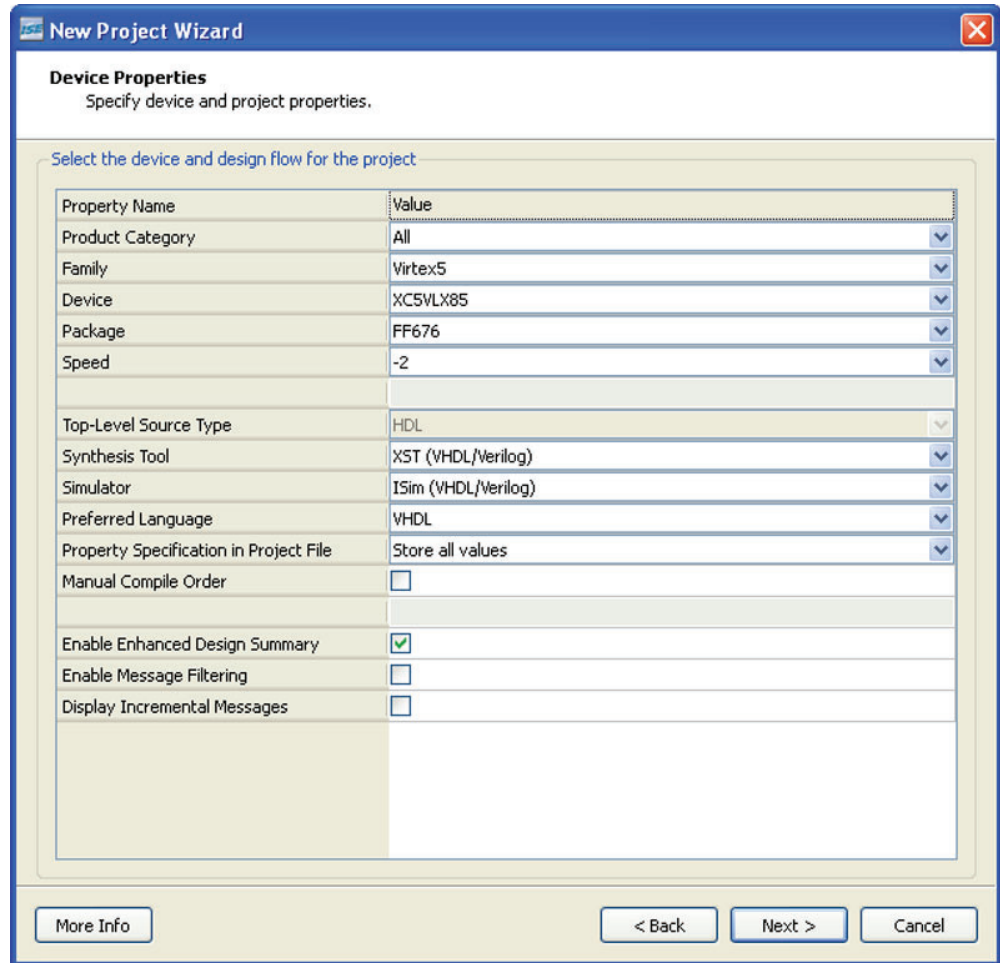 ISE New Project Wizard
Device Properties
Specify device and project properties.
Select the device and design flow for the project
Property Name Value
Product Category All
Family Virtex5
Device XC5VLX85
Package FF676
Speed -2
Top-Level Source Type HDL
Synthesis Tool XST (VHDL/Verilog)
Simulator ISim (VHDL/Verilog)
Preferred Language VHDL
Property Specification in Project File Store all values
Manual Compile Order
Enable Enhanced Design Summary
Enable Message Filtering
Display Incremental Messages
More Info < Back Next > Cancel